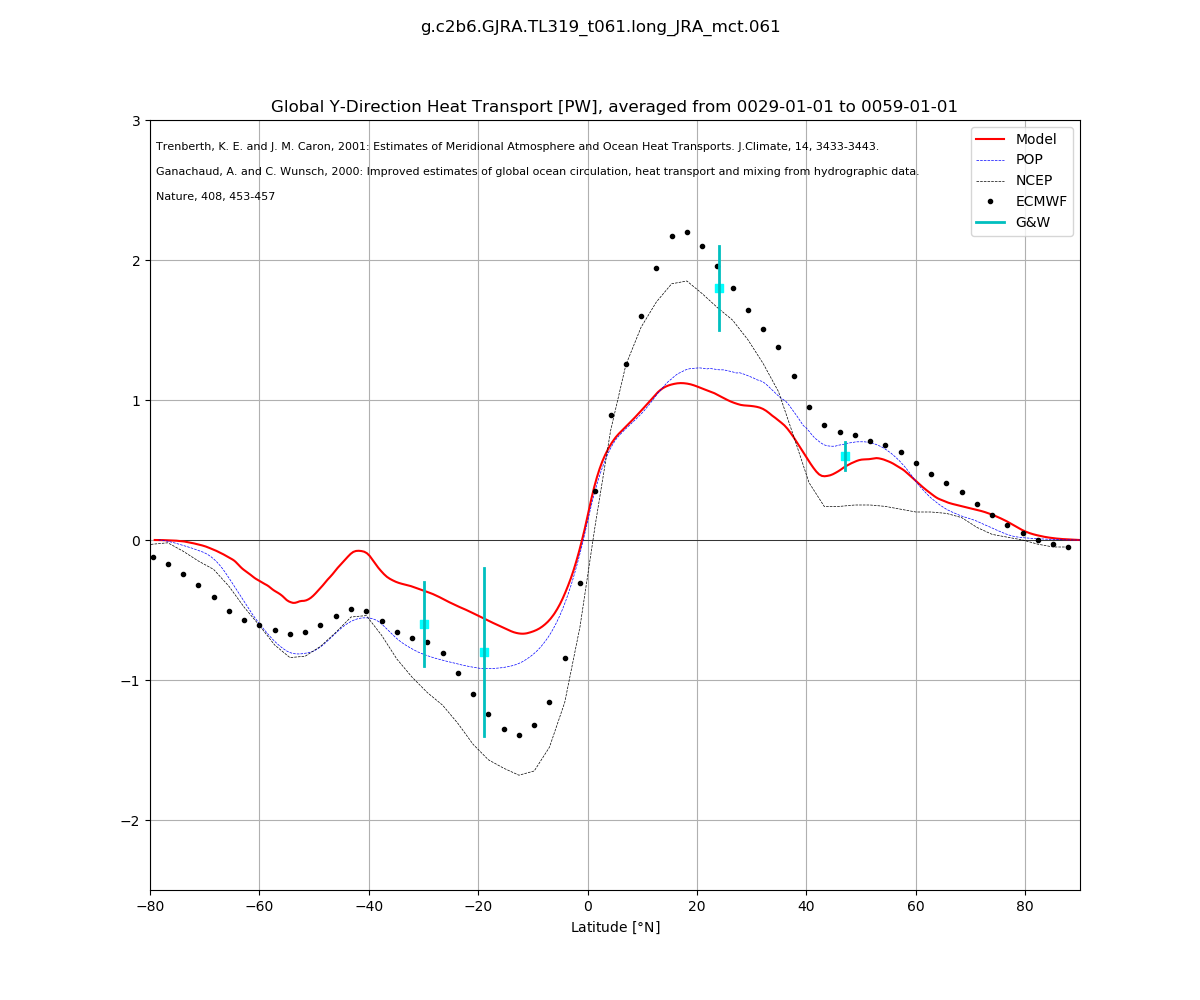 g.c2b6.GJRA.TL319_t061.long_JRA_mct.061
Global Y-Direction Heat Transport [PW], averaged from 0029-01-01 to 0059-01-01
Trenberth, K. E. and J. M. Caron, 2001: Estimates of Meridional Atmosphere and Ocean Heat Transports. J.Climate, 14, 3433-3443.
Ganachaud, A. and C. Wunsch, 2000: Improved estimates of global ocean circulation, heat transport and mixing from hydrographic data.
Nature, 408, 453-457
Model
POP
NCEP
ECMWF
G&W
3
2
1
0
−1
−2
−80
−60
−40
−20
0
20
40
60
80
Latitude [°N]